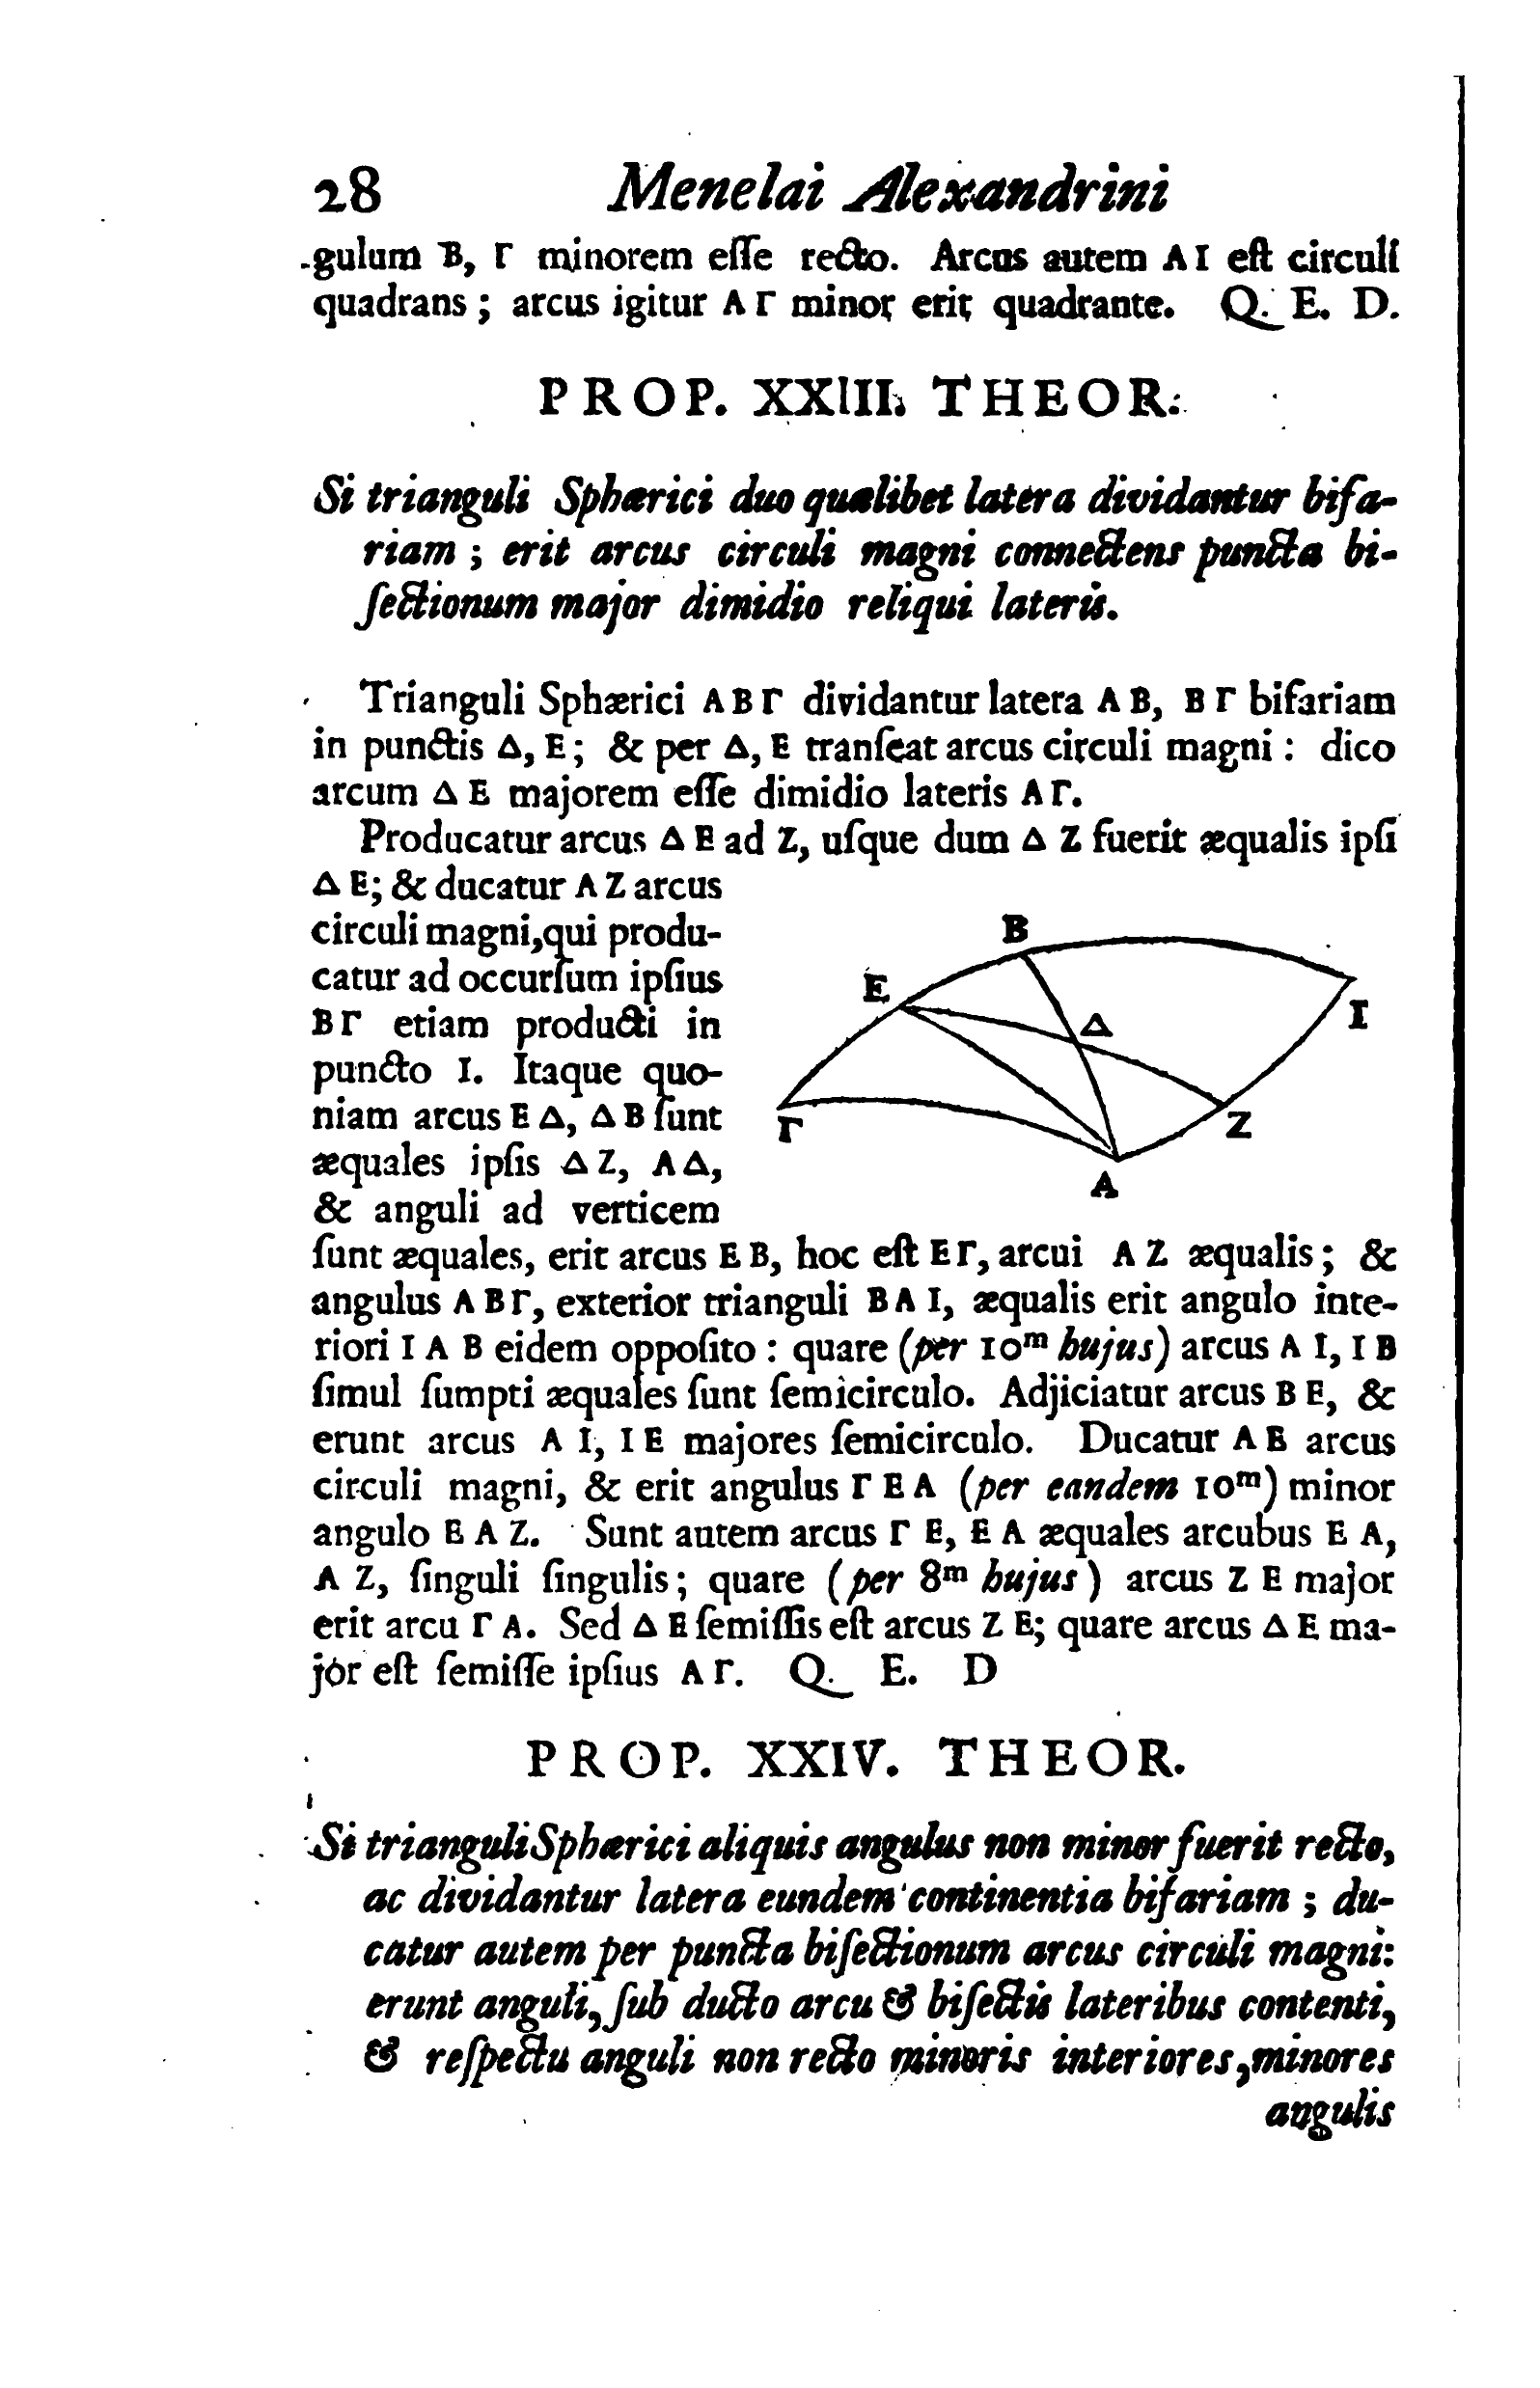 28 Menelai Alexandrini
gulum B, Γ minorem eſſe recto. Arcus autem A I eſt circuli
quadrans; arcus igitur A Γ minor erit quadrante. Q. E. D.
PROP. XXIII. THEOR.
Si trianguli Sphærici duo quælibet latera dividantur bifa-
riam; erit arcus circuli magni connectens puncta bi-
ſectionum major dimidio reliqui lateris.
Trianguli Sphærici A B Γ dividantur latera A B, B Γ bifariam
in punctis Δ, E; & per Δ, E tranſeat arcus circuli magni: dico
arcum Δ E majorem eſſe dimidio lateris A Γ.
Producatur arcus Δ E ad Z, uſque dum Δ Z fuerit æqualis ipſi
Δ E; & ducatur A Z arcus
circuli magni, qui produ-
catur ad occurſum ipſius
B Γ etiam producti in
puncto I. Itaque quo-
niam arcus E Δ, Δ B ſunt
æquales ipſis Δ Z, A Δ,
& anguli ad verticem
B
E
Δ
I
Γ
Z
A
ſunt æquales, erit arcus E B, hoc eſt E Γ, arcui A Z æqualis; &
angulus A B Γ, exterior trianguli B A I, æqualis erit angulo inte-
riori I A B eidem oppoſito: quare (per 10ᵐ hujus) arcus A I, I B
ſimul ſumpti æquales ſunt ſemicirculo. Adjiciatur arcus B E, &
erunt arcus A I, I E majores ſemicirculo. Ducatur A E arcus
circuli magni, & erit angulus Γ E A (per eandem 10ᵐ) minor
angulo E A Z. Sunt autem arcus Γ E, E A æquales arcubus E A,
A Z, ſinguli ſingulis; quare (per 8ᵐ hujus) arcus Z E major
erit arcu Γ A. Sed Δ E ſemiſſis eſt arcus Z E; quare arcus Δ E ma-
jor eſt ſemiſſe ipſius A Γ. Q. E. D
PROP. XXIV. THEOR.
Si trianguli Sphærici aliquis angulus non minor fuerit recto,
ac dividantur latera eundem continentia bifariam; du-
catur autem per puncta biſectionum arcus circuli magni:
erunt anguli, ſub ducto arcu & biſectis lateribus contenti,
& reſpectu anguli non recto minoris interiores, minores
angulis